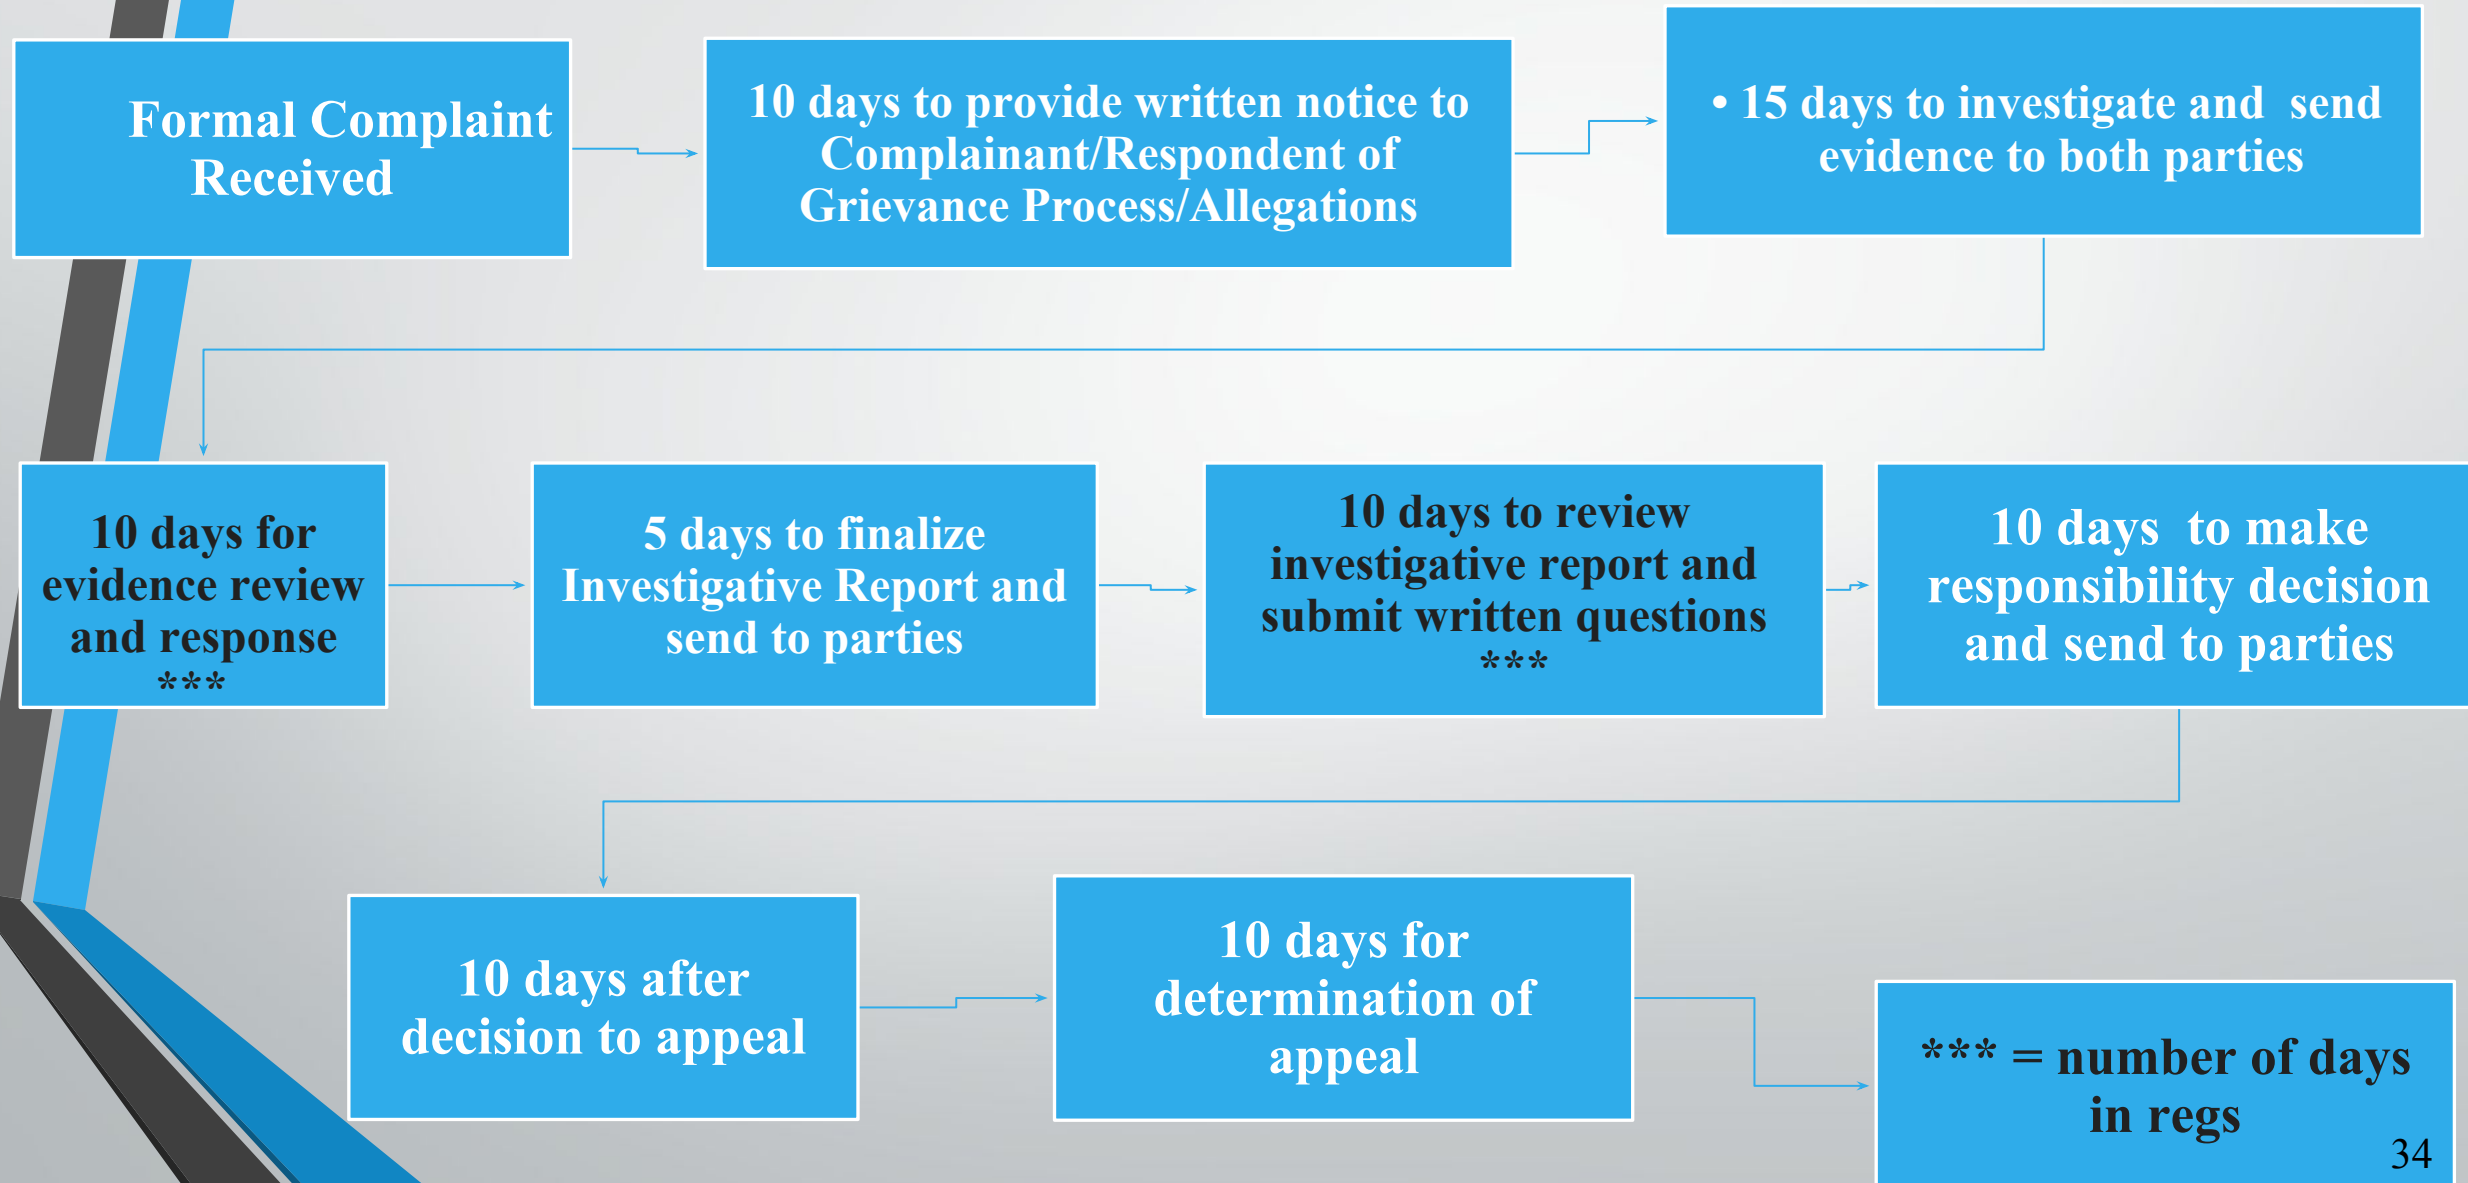 Formal Complaint
Received
10 days to provide written notice to
Complainant/Respondent of
Grievance Process/Allegations
• 15 days to investigate and  send
evidence to both parties
10 days for
evidence review
and response
***
5 days to finalize
Investigative Report and
send to parties
10 days to review
investigative report and
submit written questions
***
10 days  to make
responsibility decision
and send to parties
10 days after
decision to appeal
10 days for
determination of
appeal
*** = number of days
in regs
34